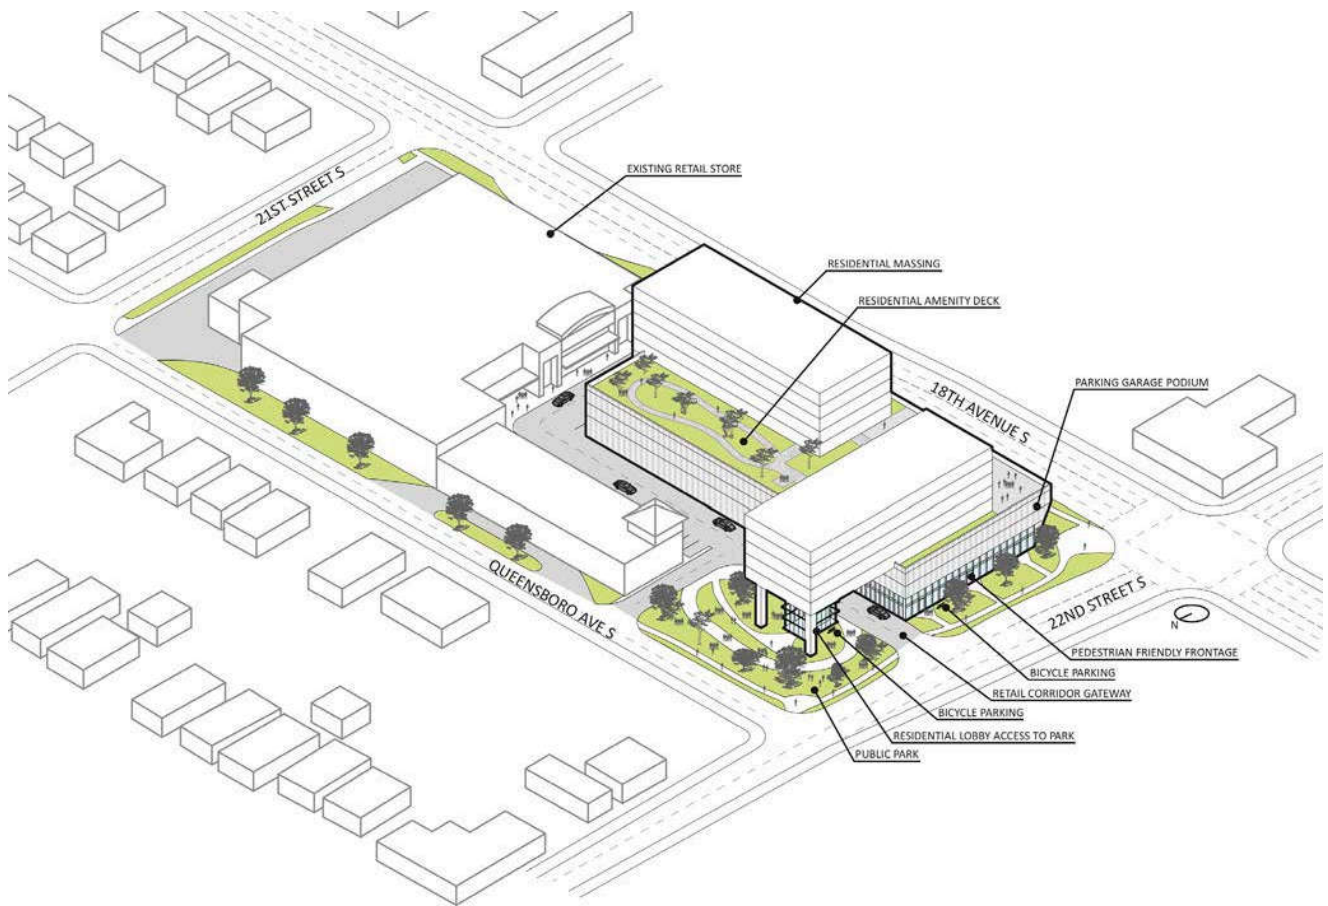 EXISTING RETAIL STORE
21ST STREET S
RESIDENTIAL MASSING
RESIDENTIAL AMENITY DECK
PARKING GARAGE PODIUM
18TH AVENUE S
QUEENSBORO AVE S
22ND STREET S
N
PEDESTRIAN FRIENDLY FRONTAGE
BICYCLE PARKING
RETAIL CORRIDOR GATEWAY
BICYCLE PARKING
RESIDENTIAL LOBBY ACCESS TO PARK
PUBLIC PARK